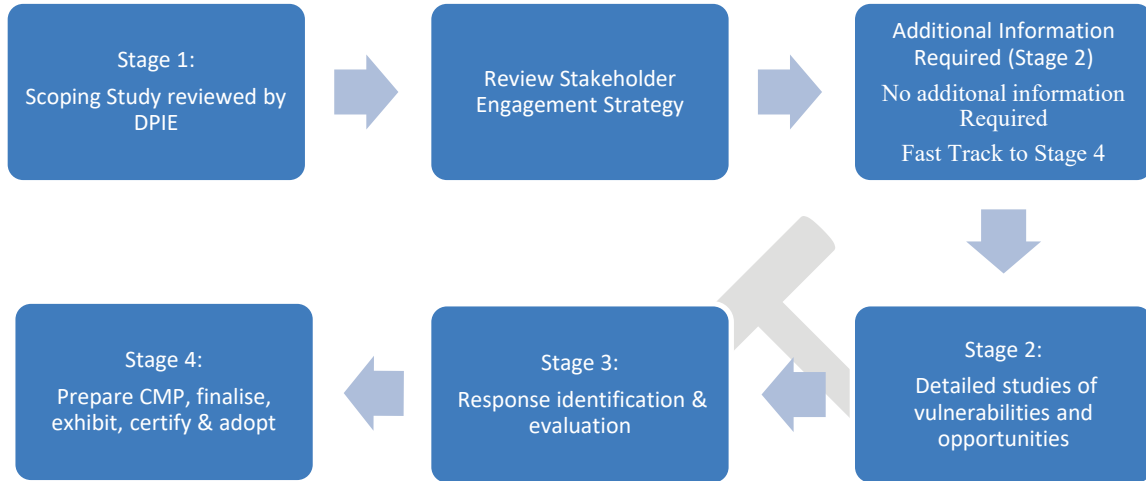 Stage 1:
Scoping Study reviewed by
DPIE
Review Stakeholder
Engagement Strategy
Additional Information
Required (Stage 2)
No additonal information
Required
Fast Track to Stage 4
Stage 2:
Detailed studies of
vulnerabilities and
opportunities
Stage 3:
Response identification &
evaluation
Stage 4:
Prepare CMP, finalise,
exhibit, certify & adopt